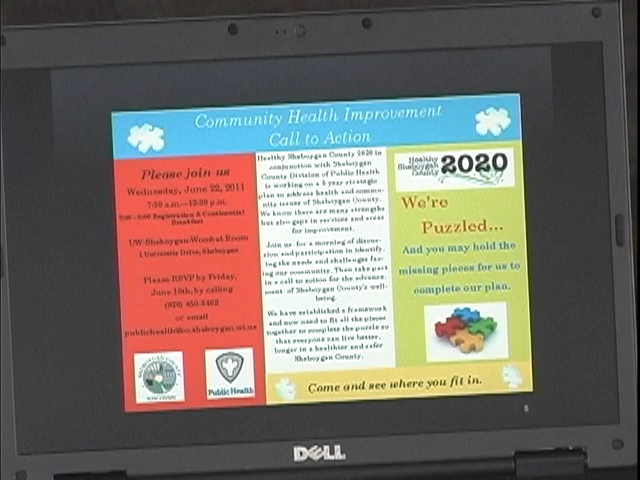 Community Health Improvement
Call to Action
Please join us
Wednesday, June 22, 2011
7:30 a.m.—12:30 p.m.
7:30 - 8:00 Registration & Continental
Breakfast
UW-Sheboygan-Wombat Room
1 University Drive, Sheboygan
Please RSVP by Friday,
June 10th, by calling
or email
Public Health
Healthy Sheboygan County 2020 in
conjunction with Sheboygan
County Division of Public Health
is working on a 5 year strategic
plan to address health and commu-
nity issues of Sheboygan County.
We know there are many strengths
but also gaps in services and areas
for improvement.
Join us for a morning of discus-
sion and participation in identify-
ing the needs and challenges fac-
ing our community. Then take part
in a call to action for the advance-
ment of Sheboygan County's well-
being.
We have established a framework
and now need to fit all the pieces
together to complete the puzzle so
that everyone can live better,
longer in a healthier and safer
Sheboygan County.
Healthy
Sheboygan
County
2020
We're
Puzzled...
And you may hold the
missing pieces for us to
complete our plan.
Come and see where you fit in.
DELL